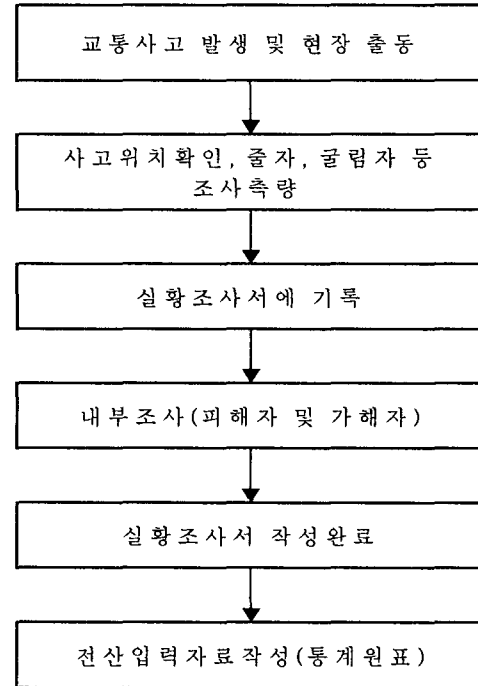 교통사고 발생 및 현장 출동
사고위치확인, 줄자, 굴림자 등
조사측량
실황조사서에 기록
내부조사(피해자 및 가해자)
실황조사서 작성완료
전산입력자료작성(통계원표)